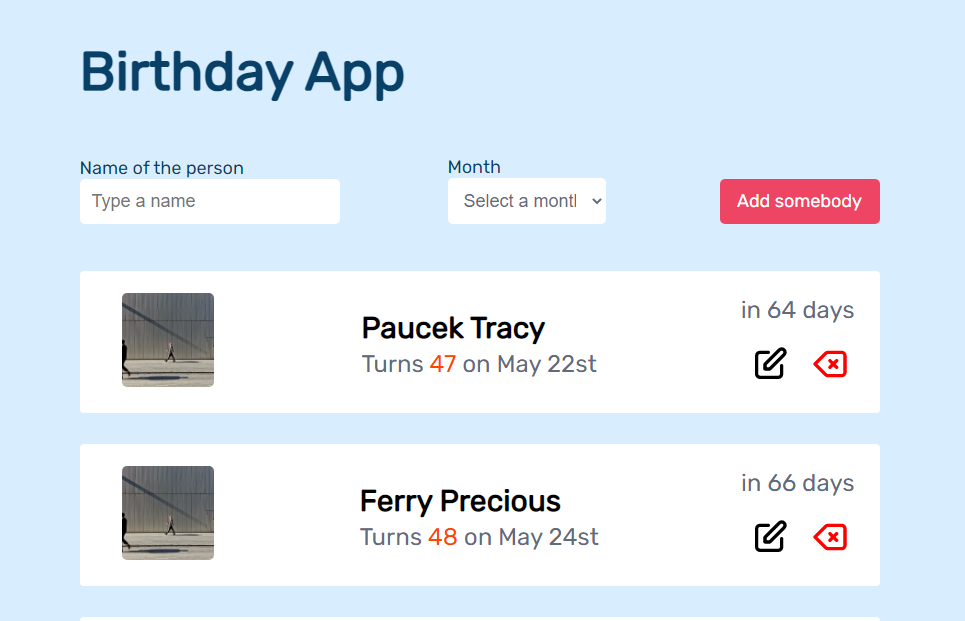 Birthday App
Name of the person
Month
Type a name
Select a montl
Add somebody
in 64 days
Paucek Tracy
Turns 47 on May 22st
in 66 days
Ferry Precious
Turns 48 on May 24st